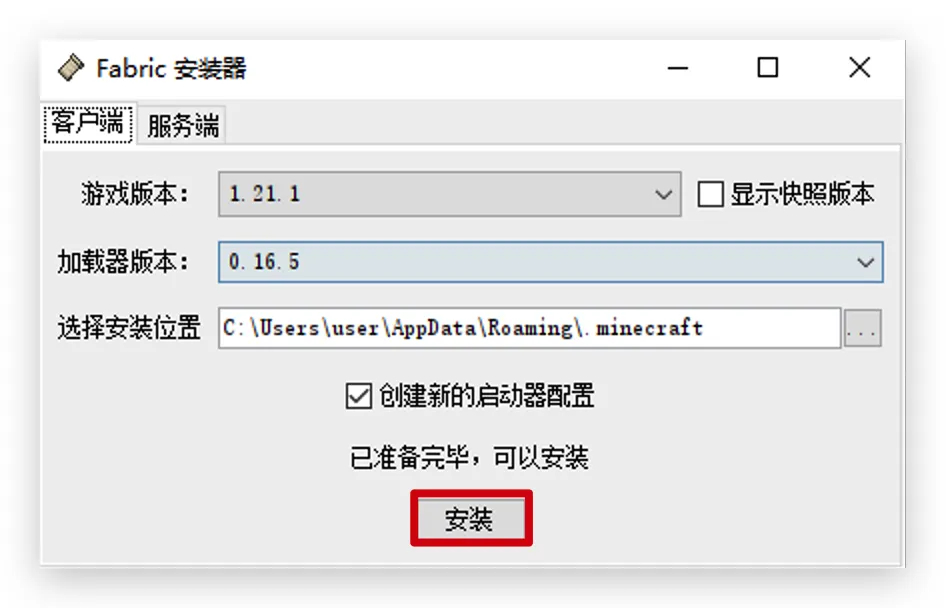 Fabric 安装器
客户端 服务端
游戏版本： 1.21.1 显示快照版本
加载器版本： 0.16.5
选择安装位置 C:\Users\user\AppData\Roaming\.minecraft ...
创建新的启动器配置
已准备完毕，可以安装
安装